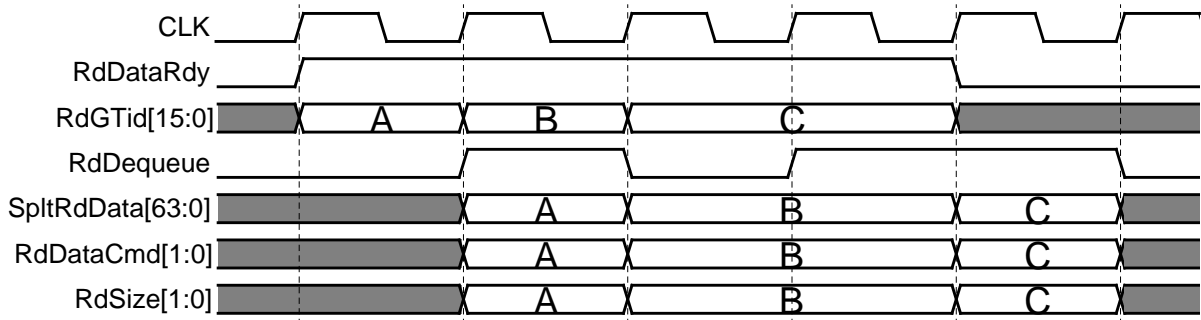 CLK
RdDataRdy
RdGTid[15:0] A B C
RdDequeue
SpltRdData[63:0] A B C
RdDataCmd[1:0] A B C
RdSize[1:0] A B C